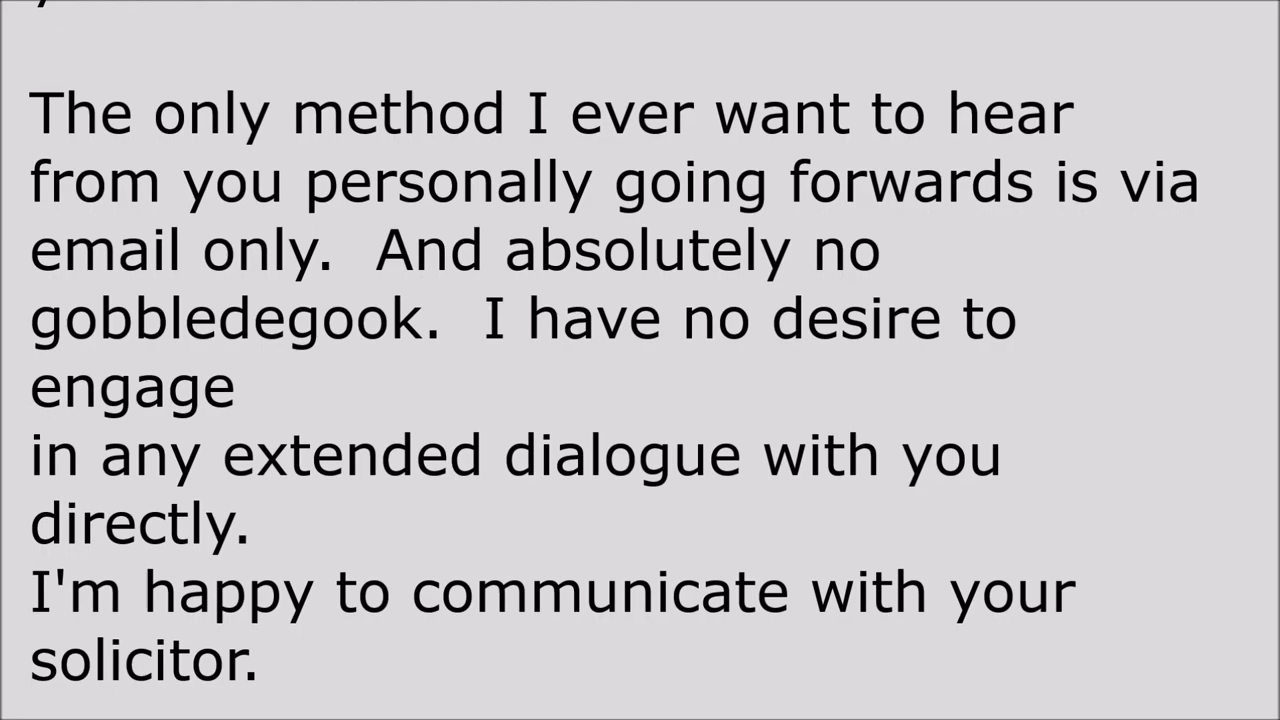 The only method I ever want to hear
from you personally going forwards is via
email only.  And absolutely no
gobbledegook.  I have no desire to
engage
in any extended dialogue with you
directly.
I'm happy to communicate with your
solicitor.